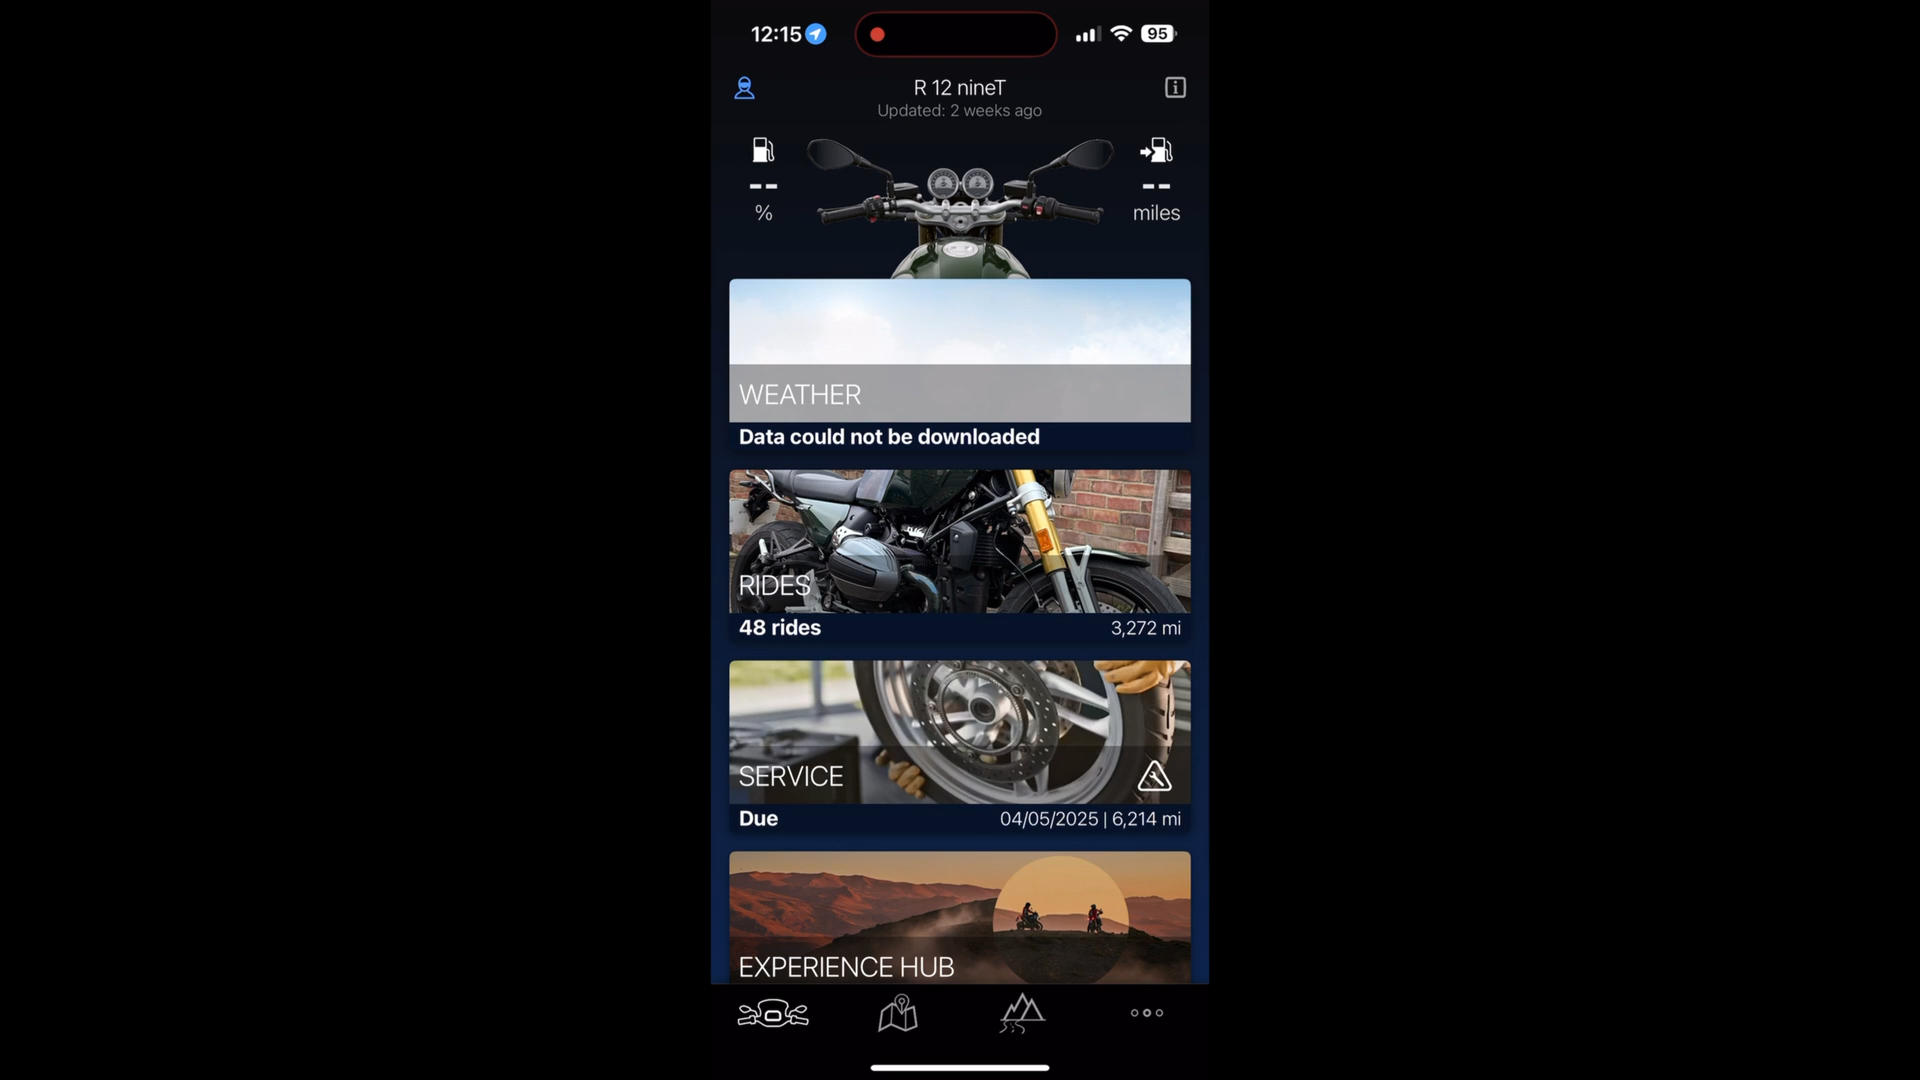 12:15
95
R 12 nineT
Updated: 2 weeks ago
--
%
--
miles
WEATHER
Data could not be downloaded
RIDES
48 rides
3,272 mi
SERVICE
Due
04/05/2025 | 6,214 mi
EXPERIENCE HUB